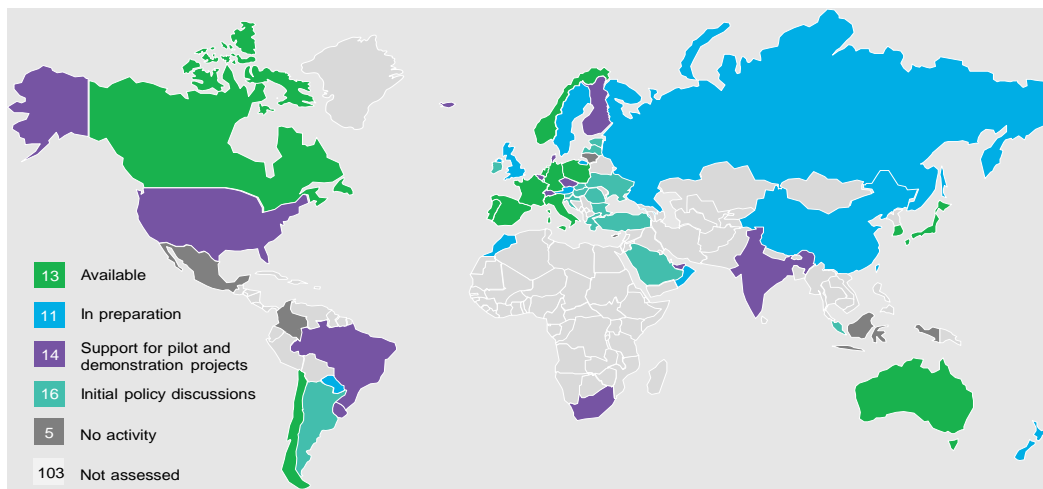 13 Available
11 In preparation
14 Support for pilot and
demonstration projects
16 Initial policy discussions
5 No activity
103 Not assessed